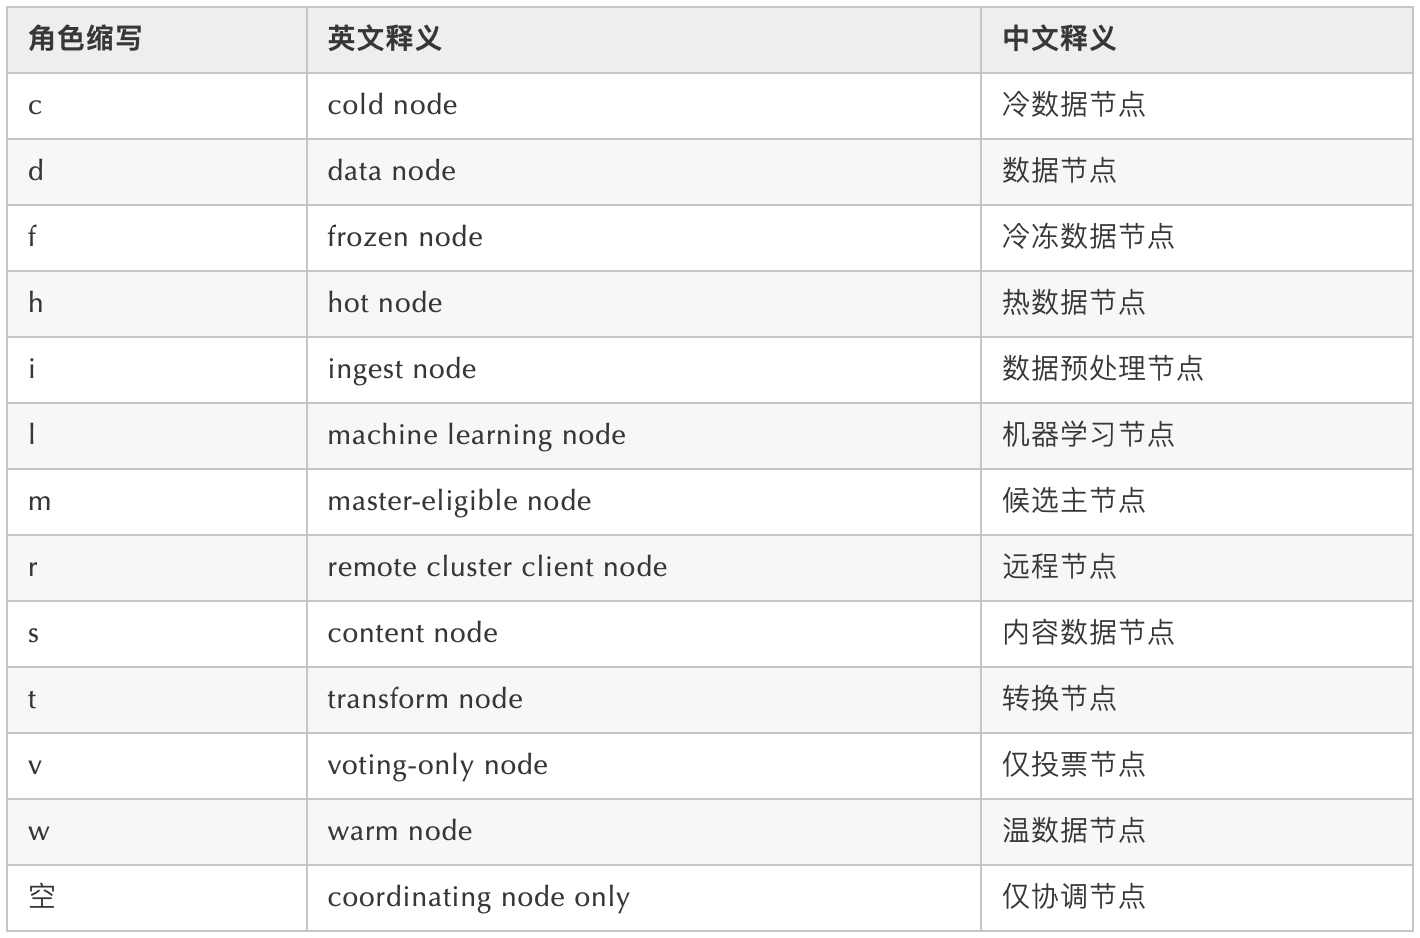 角色缩写 英文释义 中文释义
c cold node 冷数据节点
d data node 数据节点
f frozen node 冷冻数据节点
h hot node 热数据节点
i ingest node 数据预处理节点
l machine learning node 机器学习节点
m master-eligible node 候选主节点
r remote cluster client node 远程节点
s content node 内容数据节点
t transform node 转换节点
v voting-only node 仅投票节点
w warm node 温数据节点
空 coordinating node only 仅协调节点